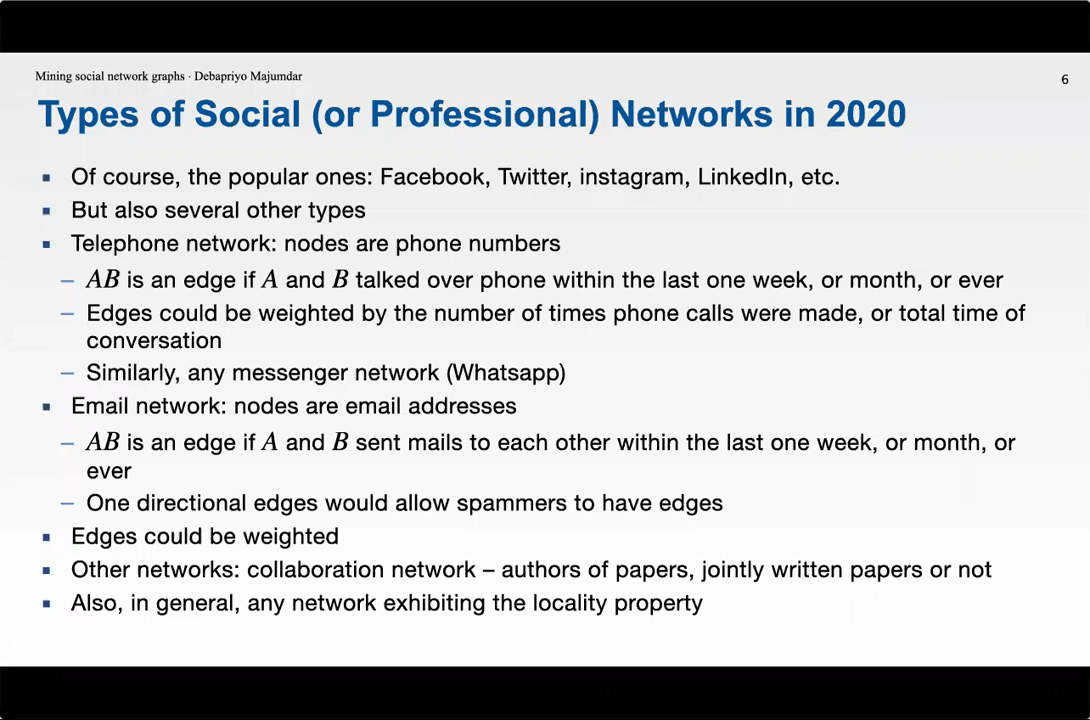 Mining social network graphs · Debapriyo Majumdar
6
Types of Social (or Professional) Networks in 2020
▪ Of course, the popular ones: Facebook, Twitter, instagram, LinkedIn, etc.
▪ But also several other types
▪ Telephone network: nodes are phone numbers
– AB is an edge if A and B talked over phone within the last one week, or month, or ever
– Edges could be weighted by the number of times phone calls were made, or total time of
conversation
– Similarly, any messenger network (Whatsapp)
▪ Email network: nodes are email addresses
– AB is an edge if A and B sent mails to each other within the last one week, or month, or
ever
– One directional edges would allow spammers to have edges
▪ Edges could be weighted
▪ Other networks: collaboration network – authors of papers, jointly written papers or not
▪ Also, in general, any network exhibiting the locality property